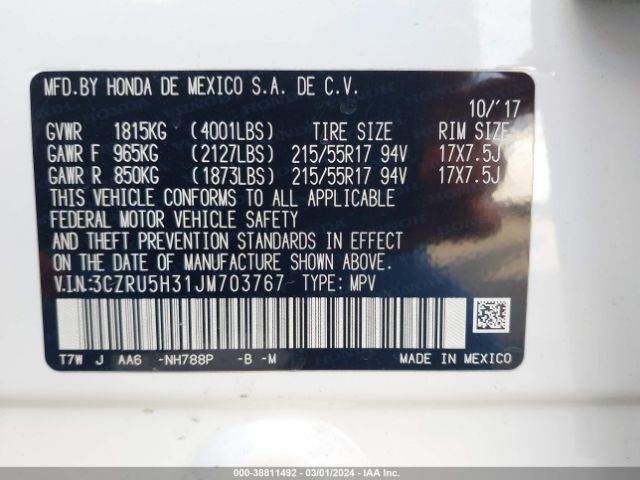 MFD.BY HONDA DE MEXICO S.A. DE C.V.
10/'17
GVWR 1815KG (4001LBS) TIRE SIZE RIM SIZE
GAWR F 965KG (2127LBS) 215/55R17 94V 17X7.5J
GAWR R 850KG (1873LBS) 215/55R17 94V 17X7.5J
THIS VEHICLE CONFORMS TO ALL APPLICABLE
FEDERAL MOTOR VEHICLE SAFETY
AND THEFT PREVENTION STANDARDS IN EFFECT
ON THE DATE OF MANUFACTURE SHOWN ABOVE.
V.I.N:3CZRU5H31JM703767 TYPE: MPV
T7W J AA6 -NH788P -B -M MADE IN MEXICO
000-38811492 - 03/01/2024 - IAA Inc.